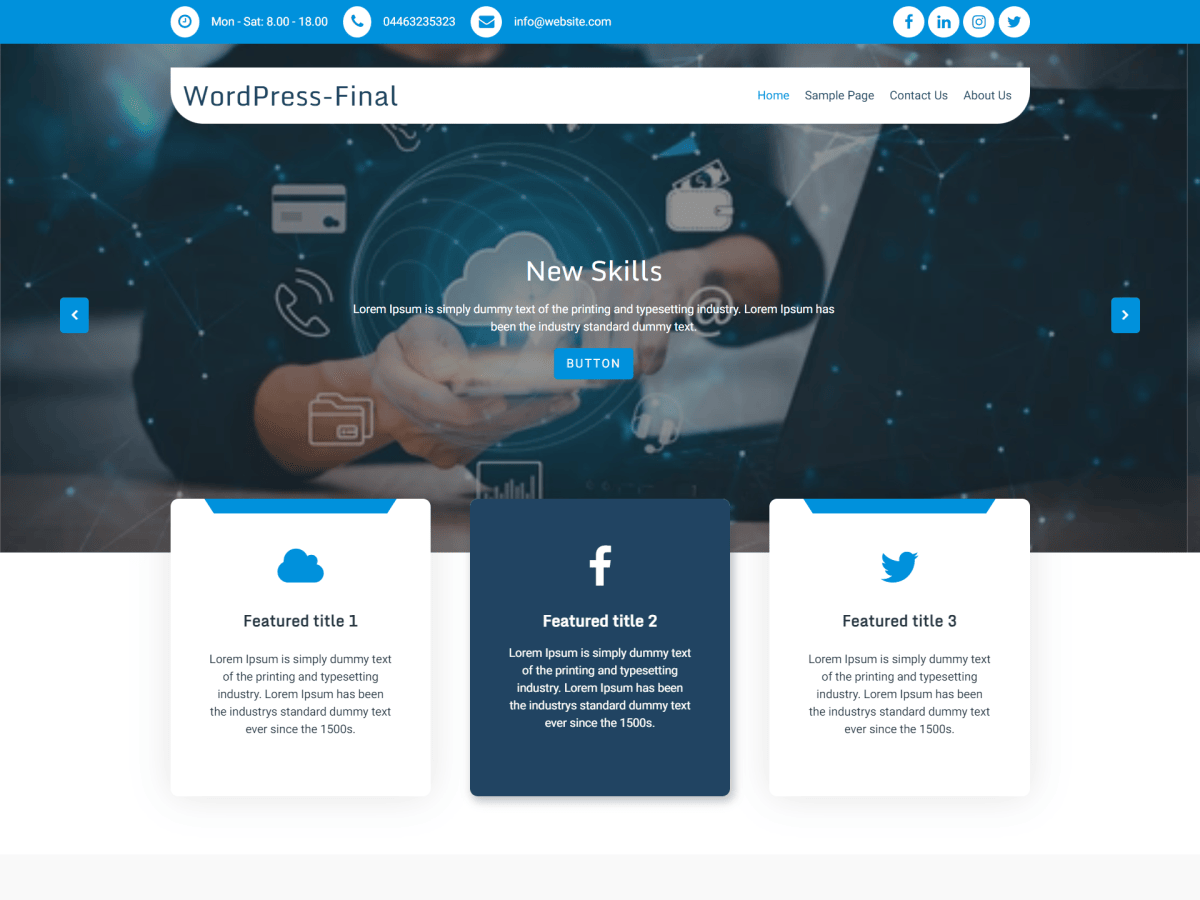 Mon - Sat: 8.00 - 18.00
04463235323
info@website.com
WordPress-Final
Home
Sample Page
Contact Us
About Us
New Skills
Lorem Ipsum is simply dummy text of the printing and typesetting industry. Lorem Ipsum has
been the industry standard dummy text.
BUTTON
Featured title 1
Lorem Ipsum is simply dummy text
of the printing and typesetting
industry. Lorem Ipsum has been
the industrys standard dummy text
ever since the 1500s.
Featured title 2
Lorem Ipsum is simply dummy text
of the printing and typesetting
industry. Lorem Ipsum has been
the industrys standard dummy text
ever since the 1500s.
Featured title 3
Lorem Ipsum is simply dummy text
of the printing and typesetting
industry. Lorem Ipsum has been
the industrys standard dummy text
ever since the 1500s.